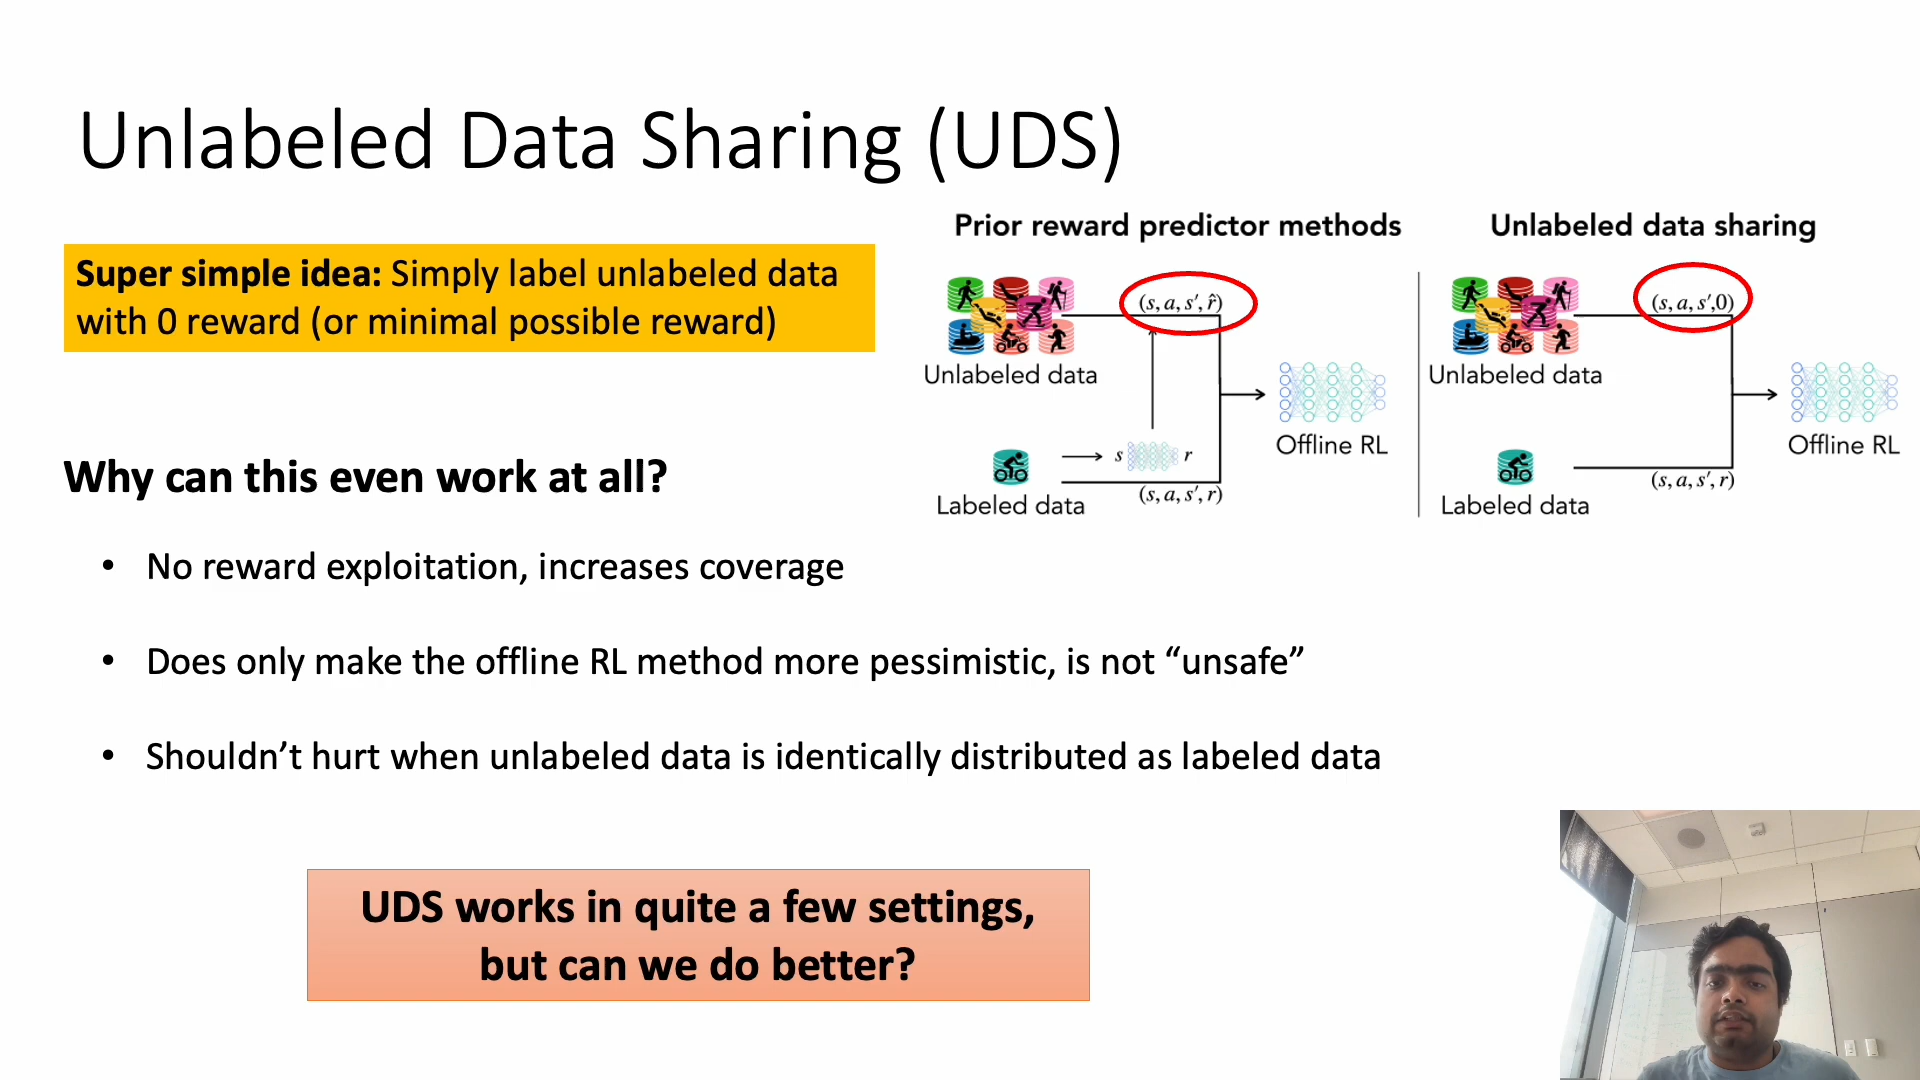 Unlabeled Data Sharing (UDS)
Super simple idea: Simply label unlabeled data
with 0 reward (or minimal possible reward)
Prior reward predictor methods
(s, a, s′, r̂)
Unlabeled data
s
r
Offline RL
(s, a, s′, r)
Labeled data
Unlabeled data sharing
(s, a, s′,0)
Unlabeled data
Offline RL
(s, a, s′, r)
Labeled data
Why can this even work at all?
• No reward exploitation, increases coverage
• Does only make the offline RL method more pessimistic, is not “unsafe”
• Shouldn’t hurt when unlabeled data is identically distributed as labeled data
UDS works in quite a few settings,
but can we do better?